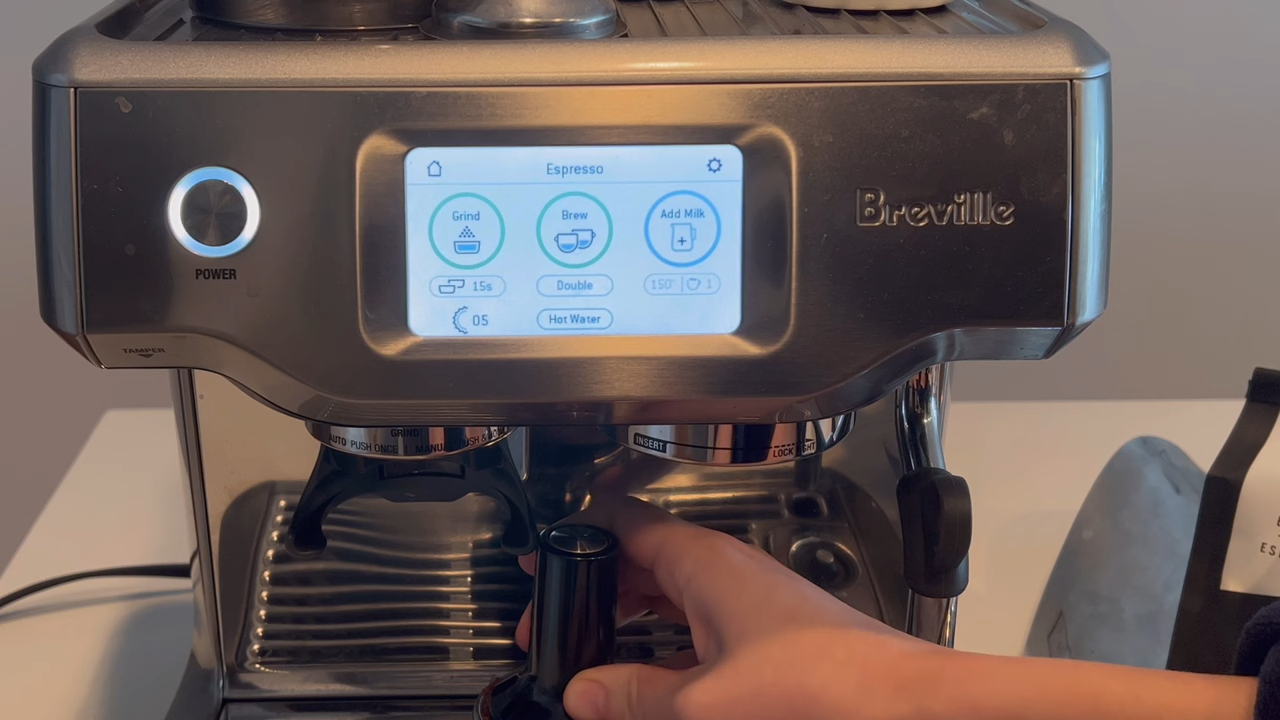 Espresso
Grind
Brew
Add Milk
15s
Double
150° 1
05
Hot Water
POWER
Breville
TAMPER
GRIND
AUTO PUSH ONCE | MANU
INSERT
LOCK